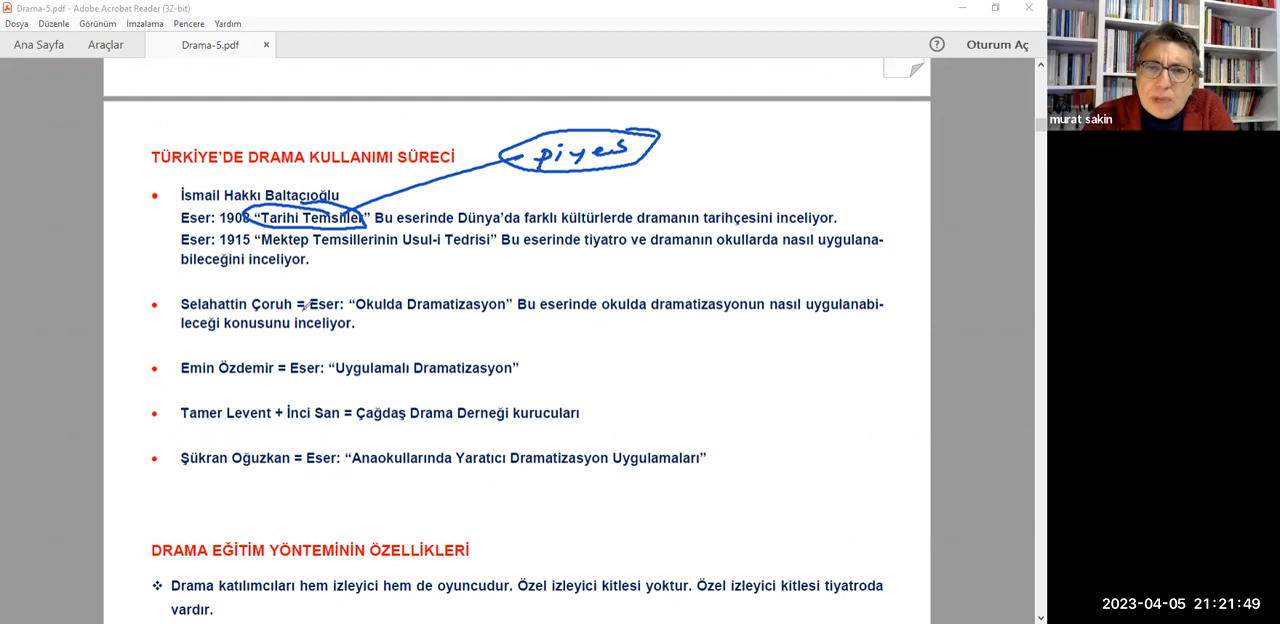 Drama-5.pdf - Adobe Acrobat Reader (32-bit)
Dosya Düzenle Görünüm İmzalama Pencere Yardım
Ana Sayfa Araçlar Drama-5.pdf × ? Oturum Aç
murat sakin
piyes
TÜRKİYE'DE DRAMA KULLANIMI SÜRECİ
• İsmail Hakkı Baltacıoğlu
Eser: 1908 “Tarihi Temsiller” Bu eserinde Dünya'da farklı kültürlerde dramanın tarihçesini inceliyor.
Eser: 1915 “Mektep Temsillerinin Usul-i Tedrisi” Bu eserinde tiyatro ve dramanın okullarda nasıl uygulana-
bileceğini inceliyor.
• Selahattin Çoruh = Eser: “Okulda Dramatizasyon” Bu eserinde okulda dramatizasyonun nasıl uygulanabi-
leceği konusunu inceliyor.
• Emin Özdemir = Eser: “Uygulamalı Dramatizasyon”
• Tamer Levent + İnci San = Çağdaş Drama Derneği kurucuları
• Şükran Oğuzkan = Eser: “Anaokullarında Yaratıcı Dramatizasyon Uygulamaları”
DRAMA EĞİTİM YÖNTEMİNİN ÖZELLİKLERİ
❖ Drama katılımcıları hem izleyici hem de oyuncudur. Özel izleyici kitlesi yoktur. Özel izleyici kitlesi tiyatroda
vardır.
2023-04-05 21:21:49